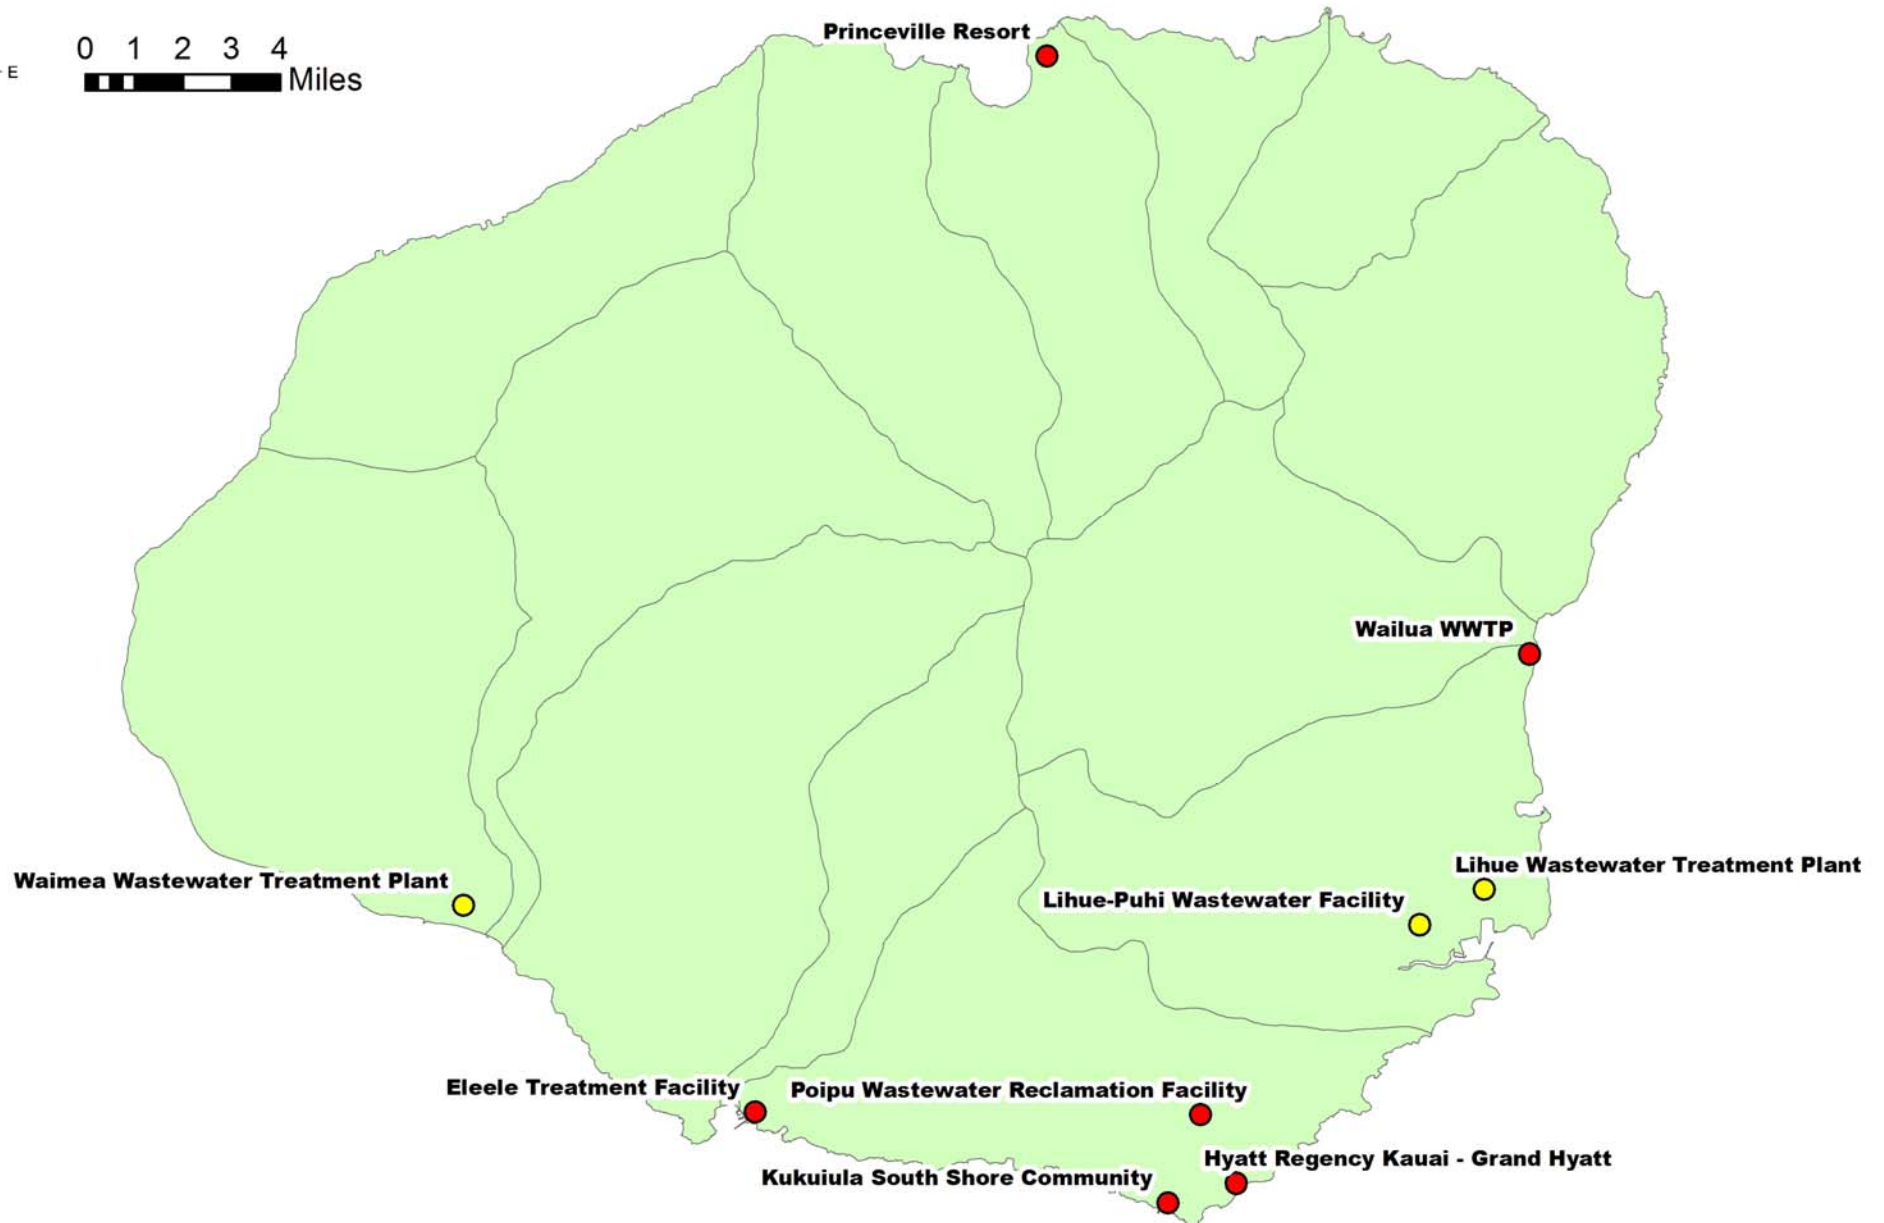 Princeville Resort
0 1 2 3 4
E
Miles
Wailua WWTP
Lihue Wastewater Treatment Plant
Waimea Wastewater Treatment Plant
Lihue-Puhi Wastewater Facility
Eleele Treatment Facility
Poipu Wastewater Reclamation Facility
Hyatt Regency Kauai - Grand Hyatt
Kukuiula South Shore Community